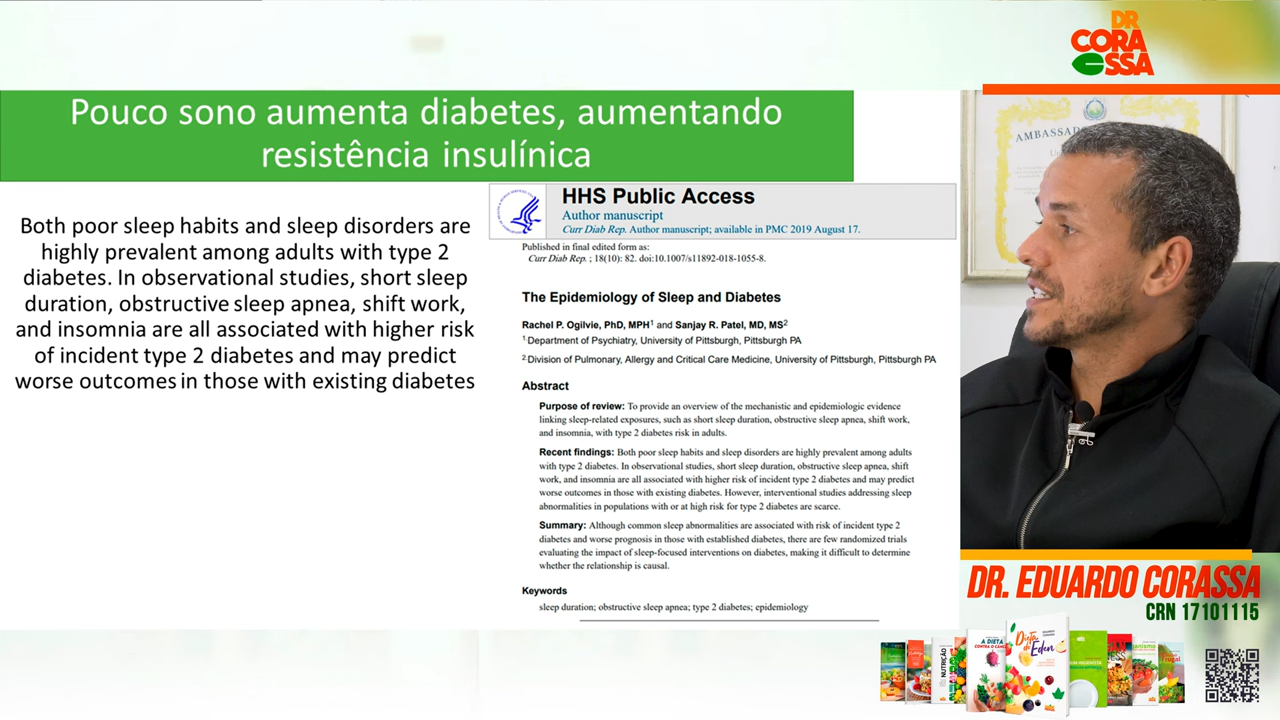 DR
CORA
SSA
Pouco sono aumenta diabetes, aumentando
resistência insulínica
Both poor sleep habits and sleep disorders are
highly prevalent among adults with type 2
diabetes. In observational studies, short sleep
duration, obstructive sleep apnea, shift work,
and insomnia are all associated with higher risk
of incident type 2 diabetes and may predict
worse outcomes in those with existing diabetes
HHS Public Access
Author manuscript
Curr Diab Rep. Author manuscript; available in PMC 2019 August 17.
Published in final edited form as:
Curr Diab Rep. ; 18(10): 82. doi:10.1007/s11892-018-1055-8.
The Epidemiology of Sleep and Diabetes
Rachel P. Ogilvie, PhD, MPH1 and Sanjay R. Patel, MD, MS2
1 Department of Psychiatry, University of Pittsburgh, Pittsburgh PA
2 Division of Pulmonary, Allergy and Critical Care Medicine, University of Pittsburgh, Pittsburgh PA
Abstract
Purpose of review: To provide an overview of the mechanistic and epidemiologic evidence
linking sleep-related exposures, such as short sleep duration, obstructive sleep apnea, shift work,
and insomnia, with type 2 diabetes risk in adults.
Recent findings: Both poor sleep habits and sleep disorders are highly prevalent among adults
with type 2 diabetes. In observational studies, short sleep duration, obstructive sleep apnea, shift
work, and insomnia are all associated with higher risk of incident type 2 diabetes and may predict
worse outcomes in those with existing diabetes. However, interventional studies addressing sleep
abnormalities in populations with or at high risk for type 2 diabetes are scarce.
Summary: Although common sleep abnormalities are associated with risk of incident type 2
diabetes and worse prognosis in those with established diabetes, there are few randomized trials
evaluating the impact of sleep-focused interventions on diabetes, making it difficult to determine
whether the relationship is causal.
Keywords
sleep duration; obstructive sleep apnea; type 2 diabetes; epidemiology
AMBASSADO
DR. EDUARDO CORASSA
CRN 17101115
NUTRIÇÃO
A DIETA
CONTRA O CÂNCER
Dieta
do
Eden